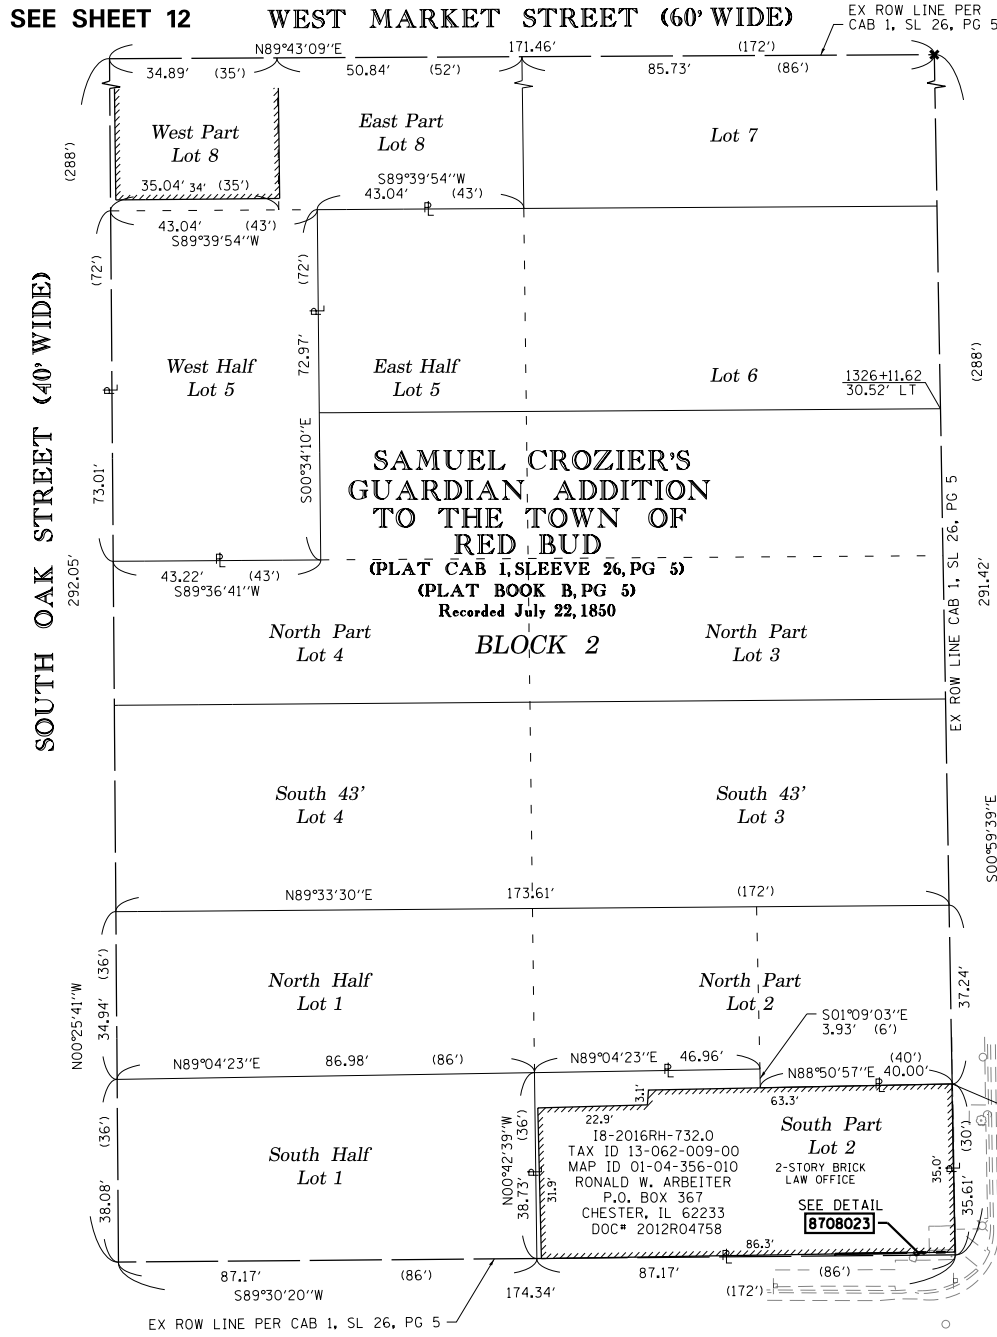 SEE SHEET 12
WEST MARKET STREET (60' WIDE)
EX ROW LINE PER
CAB 1, SL 26, PG 5
N89°43'09"E 171.46' (172')
34.89' (35') 50.84' (52') 85.73' (86')
West Part
Lot 8
East Part
Lot 8
Lot 7
(288')
35.04' 34' (35')
S89°39'54"W
43.04' (43')
43.04' (43')
S89°39'54"W
(72')
(72')
72.97'
S00°34'10"E
SOUTH OAK STREET (40' WIDE)
West Half
Lot 5
East Half
Lot 5
Lot 6
1326+11.62
30.52' LT
(288')
73.01'
292.05'
SAMUEL CROZIER'S
GUARDIAN ADDITION
TO THE TOWN OF
RED BUD
(PLAT CAB 1, SLEEVE 26, PG 5)
(PLAT BOOK B, PG 5)
Recorded July 22, 1850
BLOCK 2
EX ROW LINE CAB 1, SL 26, PG 5
291.42'
43.22' (43')
S89°36'41"W
North Part
Lot 4
North Part
Lot 3
South 43'
Lot 4
South 43'
Lot 3
S00°59'39"E
N89°33'30"E 173.61' (172')
(36')
34.94'
N00°25'41"W
North Half
Lot 1
North Part
Lot 2
37.24'
S01°09'03"E
3.93' (6')
N89°04'23"E 86.98' (86')
N89°04'23"E 46.96'
(40')
N88°50'57"E 40.00'
(36')
38.08'
South Half
Lot 1
(36')
N00°42'39"W
38.73'
31.9'
3.1'
22.9'
63.3'
I8-2016RH-732.0
TAX ID 13-062-009-00
MAP ID 01-04-356-010
RONALD W. ARBEITER
P.O. BOX 367
CHESTER, IL 62233
DOC# 2012R04758
South Part
Lot 2
2-STORY BRICK
LAW OFFICE
SEE DETAIL
8708023
35.0'
(30')
35.61'
86.3'
87.17' (86')
S89°30'20"W
174.34'
87.17' (86')
(172')
EX ROW LINE PER CAB 1, SL 26, PG 5